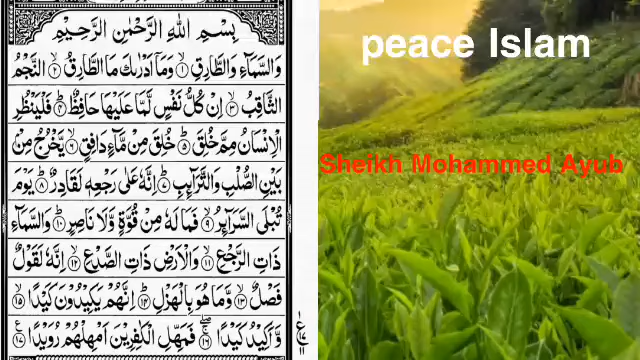 بِسْمِ اللهِ الرَّحْمٰنِ الرَّحِيْمِ
وَالسَّمَآءِ وَالطَّارِقِ ۙ﴿۱﴾ وَمَاۤ اَدْرٰىكَ مَا الطَّارِقُ ۙ﴿۲﴾ النَّجْمُ
الثَّاقِبُ ۙ﴿۳﴾ اِنْ كُلُّ نَفْسٍ لَّمَّا عَلَيْهَا حَافِظٌ ؕ﴿۴﴾ فَلْيَنْظُرِ
الْاِنْسَانُ مِمَّ خُلِقَ ؕ﴿۵﴾ خُلِقَ مِنْ مَّآءٍ دَافِقٍ ۙ﴿۶﴾ يَّخْرُجُ مِنْۢ
بَيْنِ الصُّلْبِ وَالتَّرَآئِبِ ؕ﴿۷﴾ اِنَّهٗ عَلٰى رَجْعِهٖ لَقَادِرٌ ؕ﴿۸﴾ يَوْمَ
تُبْلَى السَّرَآئِرُ ۙ﴿۹﴾ فَمَا لَهٗ مِنْ قُوَّةٍ وَّلَا نَاصِرٍ ؕ﴿۱۰﴾ وَالسَّمَآءِ
ذَاتِ الرَّجْعِ ۙ﴿۱۱﴾ وَالْاَرْضِ ذَاتِ الصَّدْعِ ۙ﴿۱۲﴾ اِنَّهٗ لَقَوْلٌ
فَصْلٌ ۙ﴿۱۳﴾ وَّمَا هُوَ بِالْهَزْلِ ؕ﴿۱۴﴾ اِنَّهُمْ يَكِيْدُوْنَ كَيْدًا ۙ﴿۱۵﴾
وَّاَكِيْدُ كَيْدًا ۚۖ﴿۱۶﴾ فَمَهِّلِ الْكٰفِرِيْنَ اَمْهِلْهُمْ رُوَيْدًا ﴿۱۷﴾
peace Islam
Sheikh Mohammed Ayub